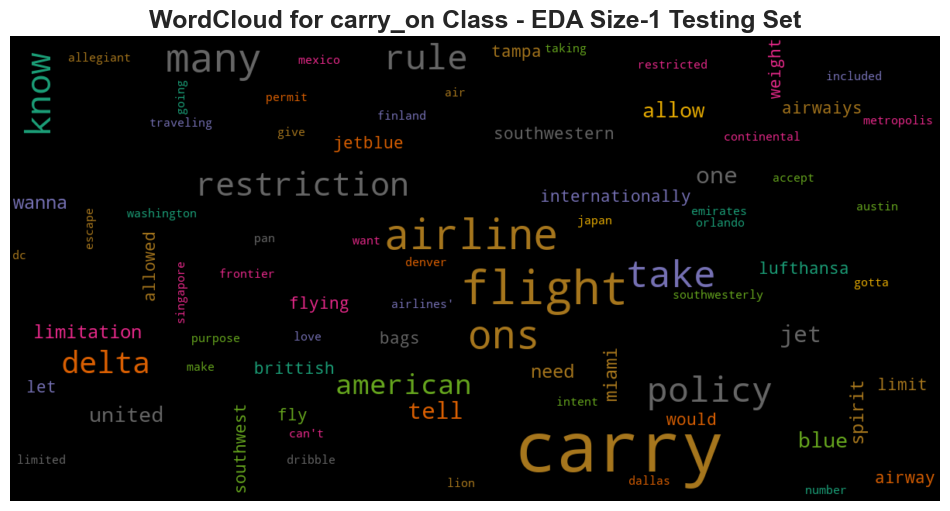 WordCloud for carry_on Class - EDA Size-1 Testing Set
know
allegiant
many
mexico
rule
tampa
taking
restricted
weight
included
going
permit
air
traveling
give
finland
allow
airwaiys
metropolis
jetblue
southwestern
continental
restriction
one
accept
wanna
washington
internationally
emirates
austin
escape
japan
orlando
dc
allowed
pan
want
airline
denver
lufthansa
singapore
frontier
flight
take
gotta
flying
airlines'
southwesterly
limitation
purpose
love
bags
ons
jet
delta
make
brittish
need
miami
let
american
policy
limit
united
fly
tell
intent
would
spirit
southwest
can't
blue
limited
dribble
carry
lion
dallas
airway
number